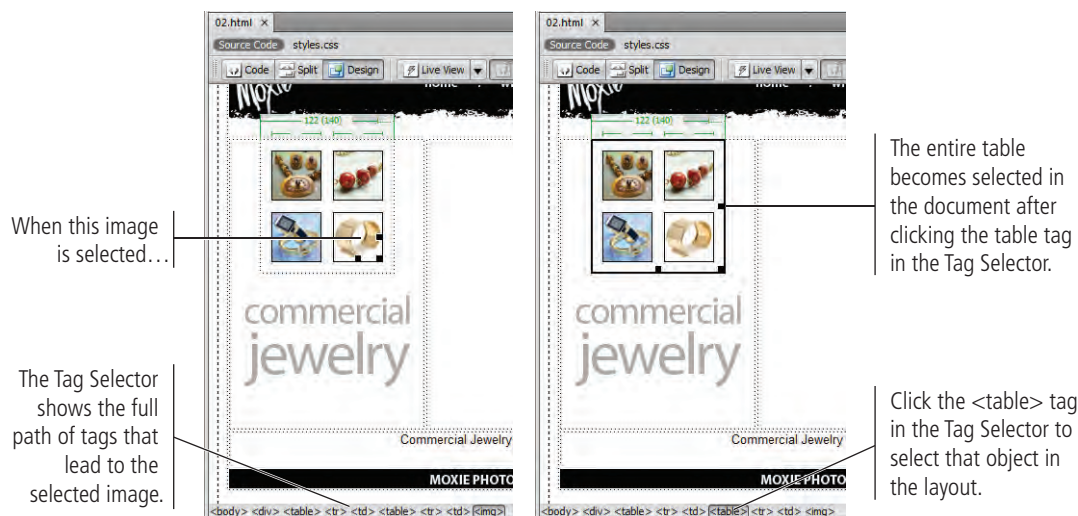 02.html ×
Source Code styles.css
Code Split Design Live View
Moxie
home
122 (140)
When this image
is selected…
commercial
jewelry
The Tag Selector
shows the full
path of tags that
lead to the
selected image.
Commercial Jewelry
MOXIE PHOTO
<body> <div> <table> <tr> <td> <table> <tr> <td> <img>
02.html ×
Source Code styles.css
Code Split Design Live View
Moxie
home
122 (140)
The entire table
becomes selected in
the document after
clicking the table tag
in the Tag Selector.
commercial
jewelry
Click the <table> tag
in the Tag Selector to
select that object in
the layout.
Commercial Jewelry
MOXIE PHOTO
<body> <div> <table> <tr> <td> <table> <tr> <td> <img>